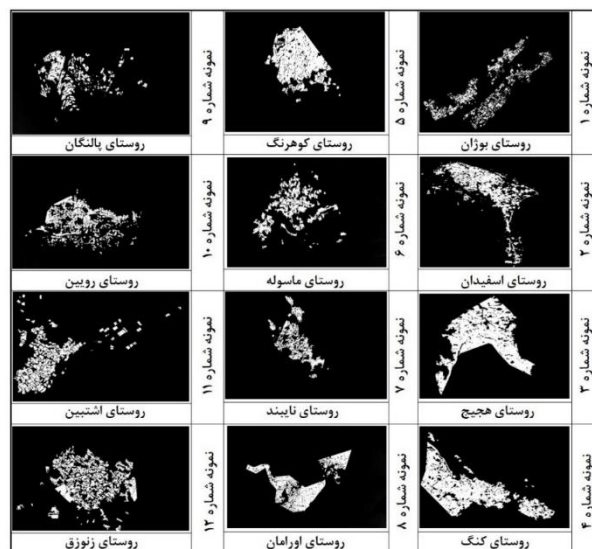 نمونه شماره ۱
روستای بوژان
نمونه شماره ۵
روستای کوهرنگ
نمونه شماره ۹
روستای پالنگان
نمونه شماره ۲
روستای اسفیدان
نمونه شماره ۶
روستای ماسوله
نمونه شماره ۱۰
روستای رویین
نمونه شماره ۳
روستای هجیج
نمونه شماره ۷
روستای نایبند
نمونه شماره ۱۱
روستای اشتبین
نمونه شماره ۴
روستای کنگ
نمونه شماره ۸
روستای اورامان
نمونه شماره ۱۲
روستای زنوزق